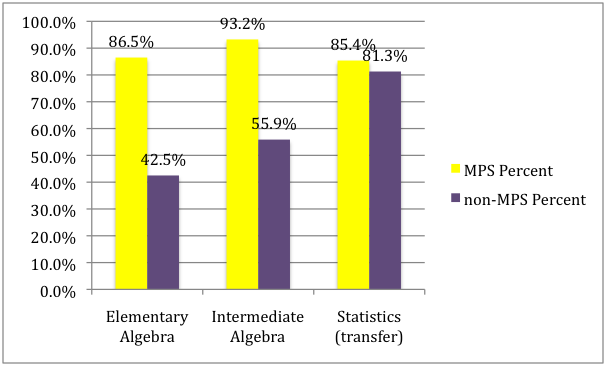 100.0%
90.0%
80.0%
70.0%
60.0%
50.0%
40.0%
30.0%
20.0%
10.0%
0.0%
86.5%
42.5%
93.2%
55.9%
85.4%
81.3%
Elementary
Algebra
Intermediate
Algebra
Statistics
(transfer)
MPS Percent
non-MPS Percent